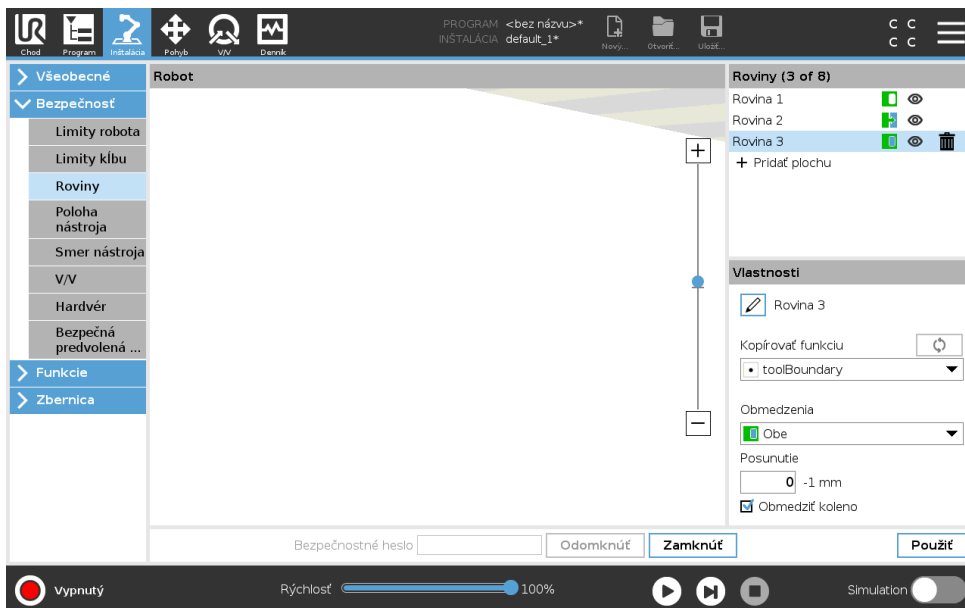 PROGRAM <bez názvu>*
INŠTALÁCIA default_1*
Chod
Program
Inštalácia
Pohyb
V/V
Denník
Nový...
Otvoriť...
Uložiť...
C C
C C
Všeobecné
Bezpečnosť
Limity robota
Limity kĺbu
Roviny
Poloha
nástroja
Smer nástroja
V/V
Hardvér
Bezpečná
predvolená ...
Funkcie
Zbernica
Robot
Roviny (3 of 8)
Rovina 1
Rovina 2
Rovina 3
+ Pridať plochu
Vlastnosti
Rovina 3
Kopírovať funkciu
toolBoundary
Obmedzenia
Obe
Posunutie
0 -1 mm
Obmedziť koleno
Bezpečnostné heslo
Odomknúť
Zamknúť
Použiť
Vypnutý
Rýchlosť
100%
Simulation